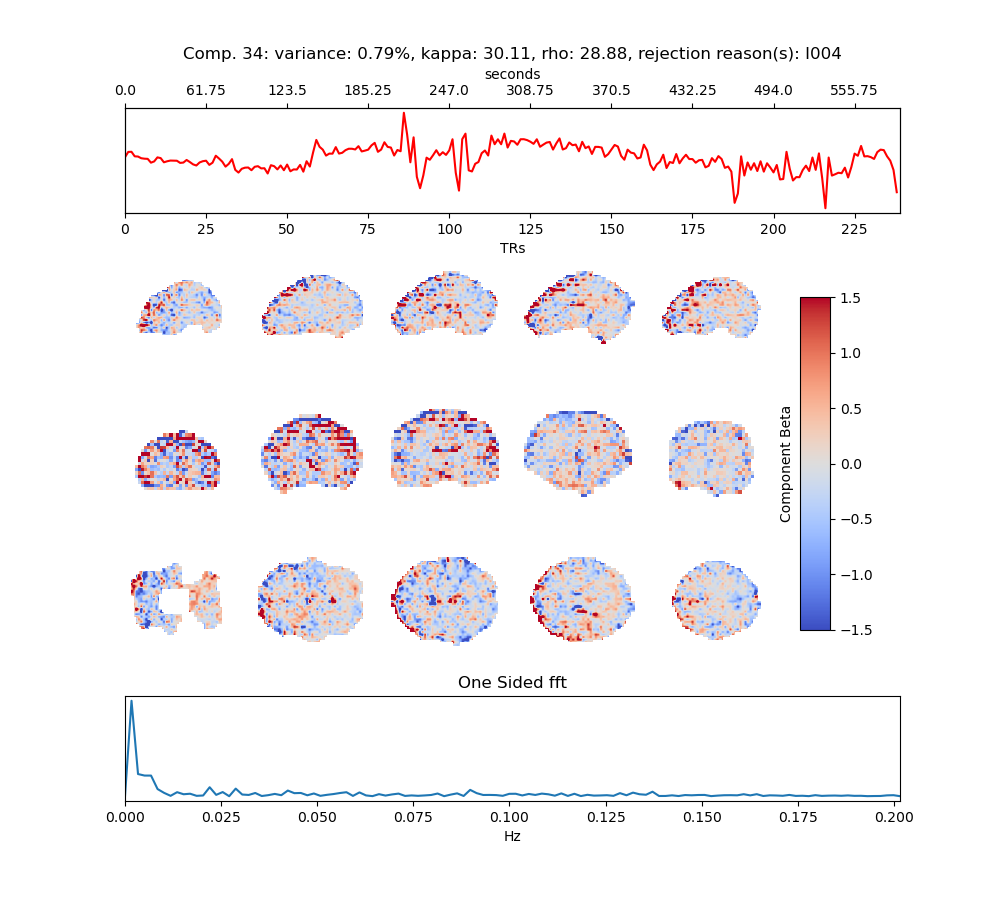 Comp. 34: variance: 0.79%, kappa: 30.11, rho: 28.88, rejection reason(s): I004
seconds
0.0 61.75 123.5 185.25 247.0 308.75 370.5 432.25 494.0 555.75
0 25 50 75 100 125 150 175 200 225
TRs
1.5
1.0
0.5
0.0
−0.5
−1.0
−1.5
Component Beta
One Sided fft
0.000 0.025 0.050 0.075 0.100 0.125 0.150 0.175 0.200
Hz